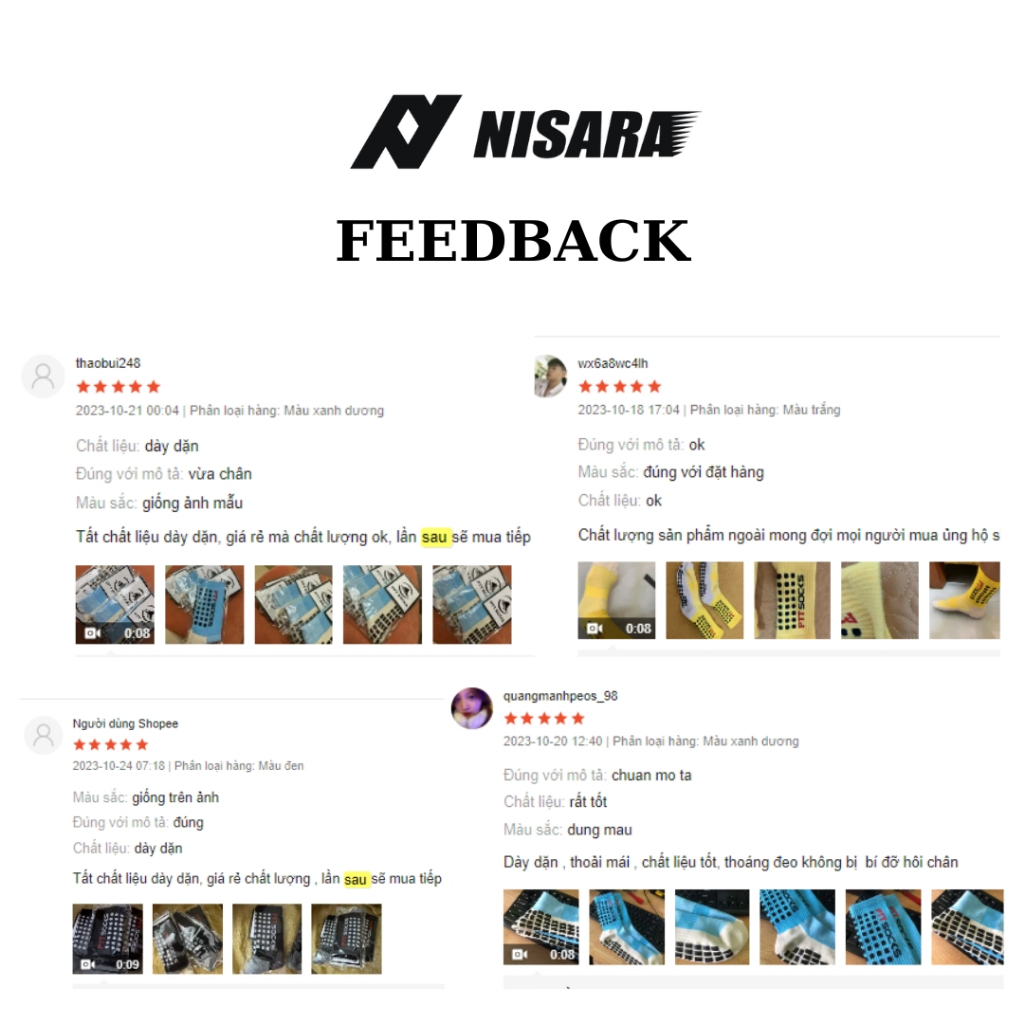 NISARA
FEEDBACK
thaobui248
2023-10-21 00:04 | Phân loại hàng: Màu xanh dương
Chất liệu: dày dặn
Đúng với mô tả: vừa chân
Màu sắc: giống ảnh mẫu
Tất chất liệu dày dặn, giá rẻ mà chất lượng ok, lần sau sẽ mua tiếp
0:08
wx6a8wc4lh
2023-10-18 17:04 | Phân loại hàng: Màu trắng
Đúng với mô tả: ok
Màu sắc: đúng với đặt hàng
Chất liệu: ok
Chất lượng sản phẩm ngoài mong đợi mọi người mua ủng hộ s
0:08
PTT SOCKS
Người dùng Shopee
2023-10-24 07:18 | Phân loại hàng: Màu đen
Màu sắc: giống trên ảnh
Đúng với mô tả: đúng
Chất liệu: dày dặn
Tất chất liệu dày dặn, giá rẻ chất lượng , lần sau sẽ mua tiếp
0:09
quangmanhpeos_98
2023-10-20 12:40 | Phân loại hàng: Màu xanh dương
Đúng với mô tả: chuan mo ta
Chất liệu: rất tốt
Màu sắc: dung mau
Dày dặn , thoải mái , chất liệu tốt, thoáng đeo không bị bí đỡ hôi chân
0:08
PTT SOCKS